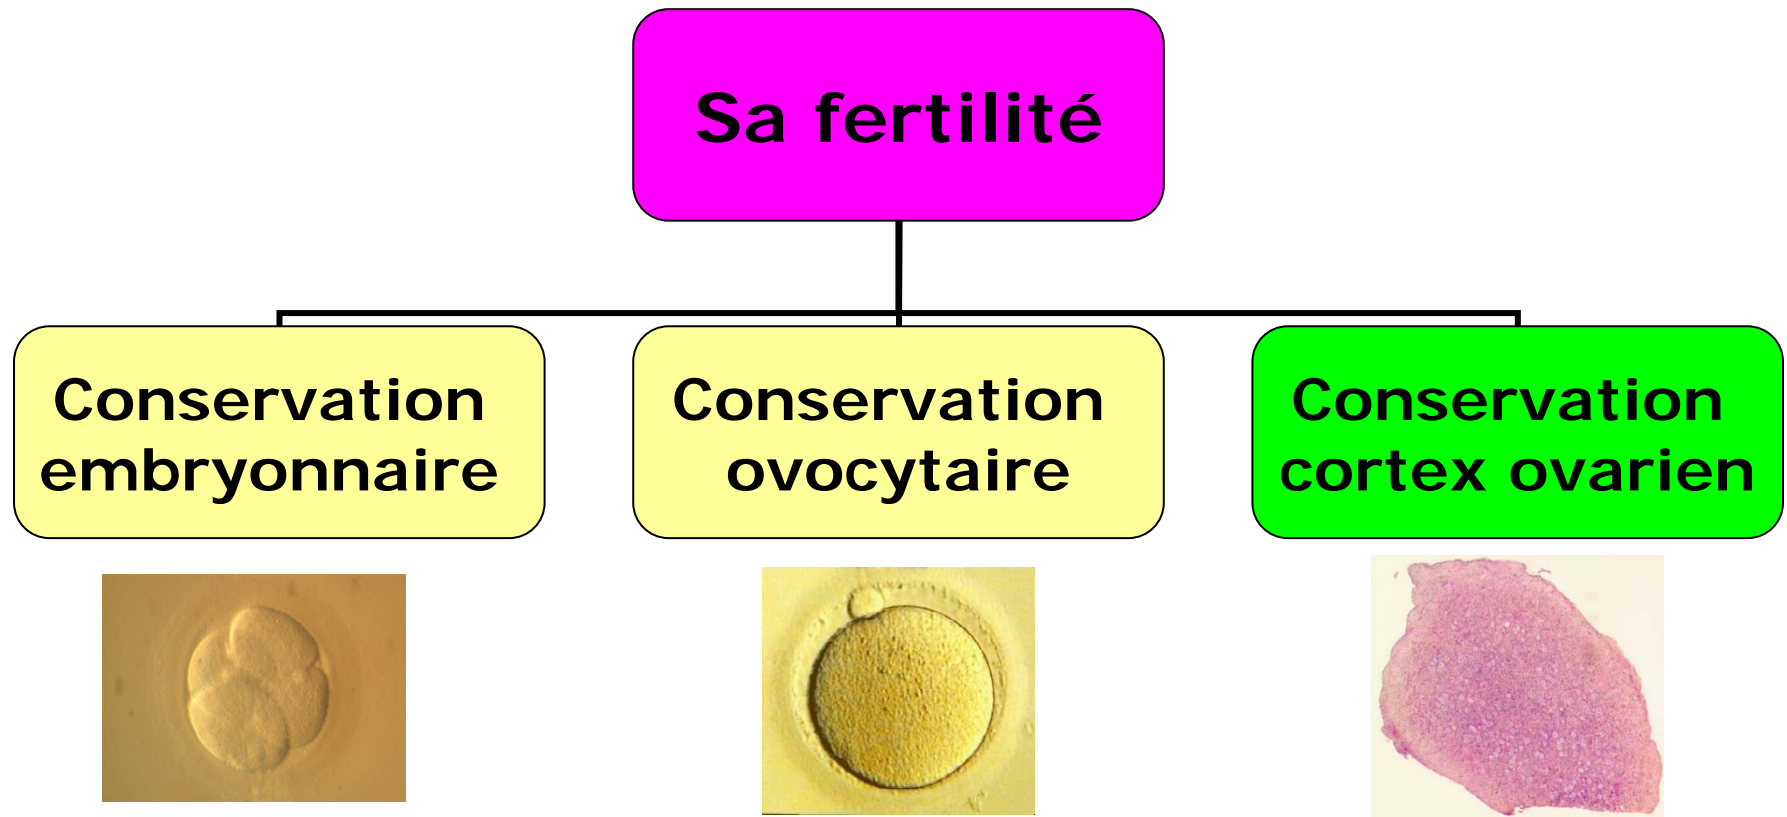 Sa fertilité
Conservation
embryonnaire
Conservation
ovocytaire
Conservation
cortex ovarien